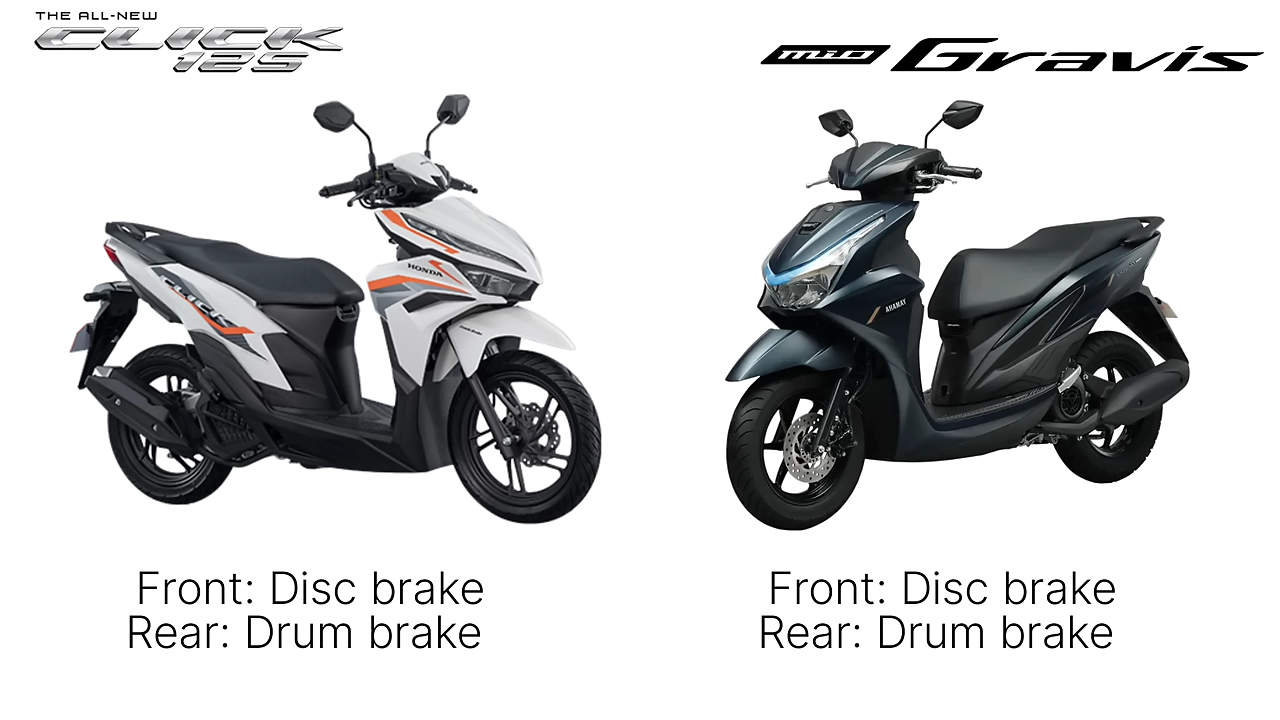 THE ALL-NEW
CLICK
125
mio Gravis
HONDA
CLICK
Front: Disc brake
Rear: Drum brake
Front: Disc brake
Rear: Drum brake